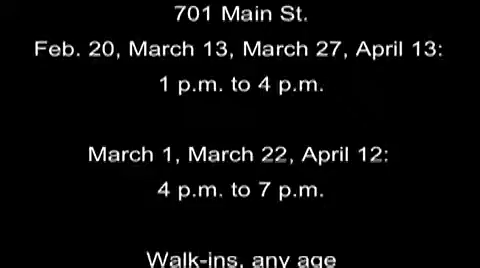 701 Main St.
Feb. 20, March 13, March 27, April 13:
1 p.m. to 4 p.m.
March 1, March 22, April 12:
4 p.m. to 7 p.m.
Walk-ins, any age